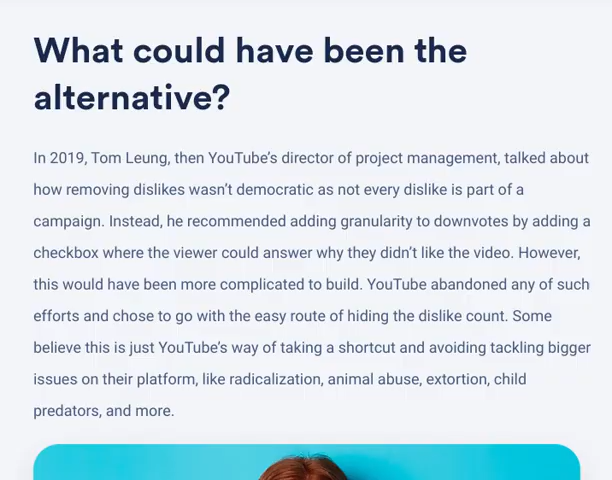 What could have been the
alternative?
In 2019, Tom Leung, then YouTube’s director of project management, talked about
how removing dislikes wasn’t democratic as not every dislike is part of a
campaign. Instead, he recommended adding granularity to downvotes by adding a
checkbox where the viewer could answer why they didn’t like the video. However,
this would have been more complicated to build. YouTube abandoned any of such
efforts and chose to go with the easy route of hiding the dislike count. Some
believe this is just YouTube’s way of taking a shortcut and avoiding tackling bigger
issues on their platform, like radicalization, animal abuse, extortion, child
predators, and more.